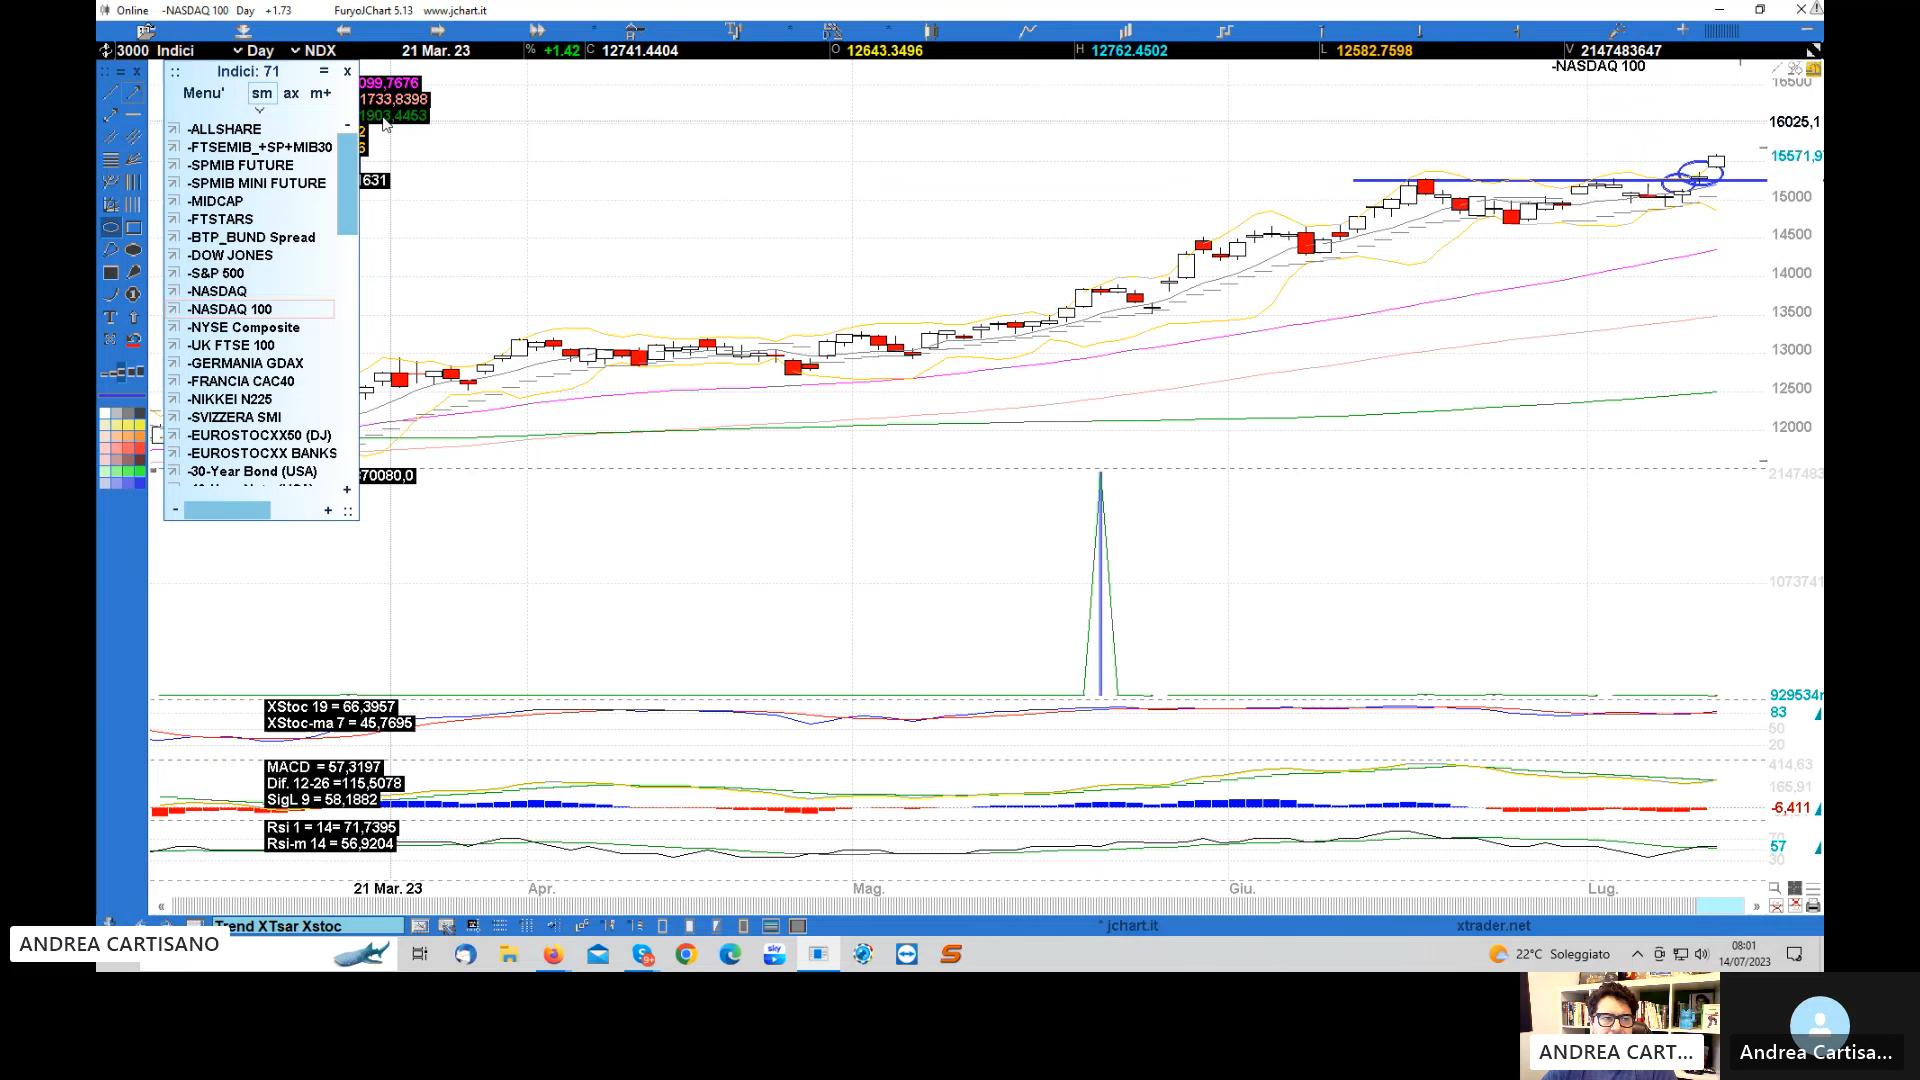 Online -NASDAQ 100 Day +1.73 FuryoJChart 5.13 www.jchart.it
3000 Indici Day NDX 21 Mar. 23 % +1.42 C 12741.4404 O 12643.3496 H 12762.4502 L 12582.7598 V 2147483647
-NASDAQ 100
Indici: 71
Menu' sm ax m+
-ALLSHARE
-FTSEMIB_+SP+MIB30
-SPMIB FUTURE
-SPMIB MINI FUTURE
-MIDCAP
-FTSTARS
-BTP_BUND Spread
-DOW JONES
-S&P 500
-NASDAQ
-NASDAQ 100
-NYSE Composite
-UK FTSE 100
-GERMANIA GDAX
-FRANCIA CAC40
-NIKKEI N225
-SVIZZERA SMI
-EUROSTOCXX50 (DJ)
-EUROSTOCXX BANKS
-30-Year Bond (USA)
099,7676
1733,8398
1903,4453
631
70080,0
16500
16025,1
15571,9
15000
14500
14000
13500
13000
12500
12000
2147483
1073741
929534
XStoc 19 = 66,3957
XStoc-ma 7 = 45,7695
83
50
20
MACD = 57,3197
Dif. 12-26 =115,5078
SigL 9 = 58,1882
414,63
165,91
-6,411
Rsi 1 = 14= 71,7395
Rsi-m 14 = 56,9204
70
57
30
21 Mar. 23 Apr. Mag. Giu. Lug.
Trend XTsar Xstoc
* jchart.it
xtrader.net
ANDREA CARTISANO
sky
9+
22°C Soleggiato
08:01
14/07/2023
ANDREA CART...
Andrea Cartisa...